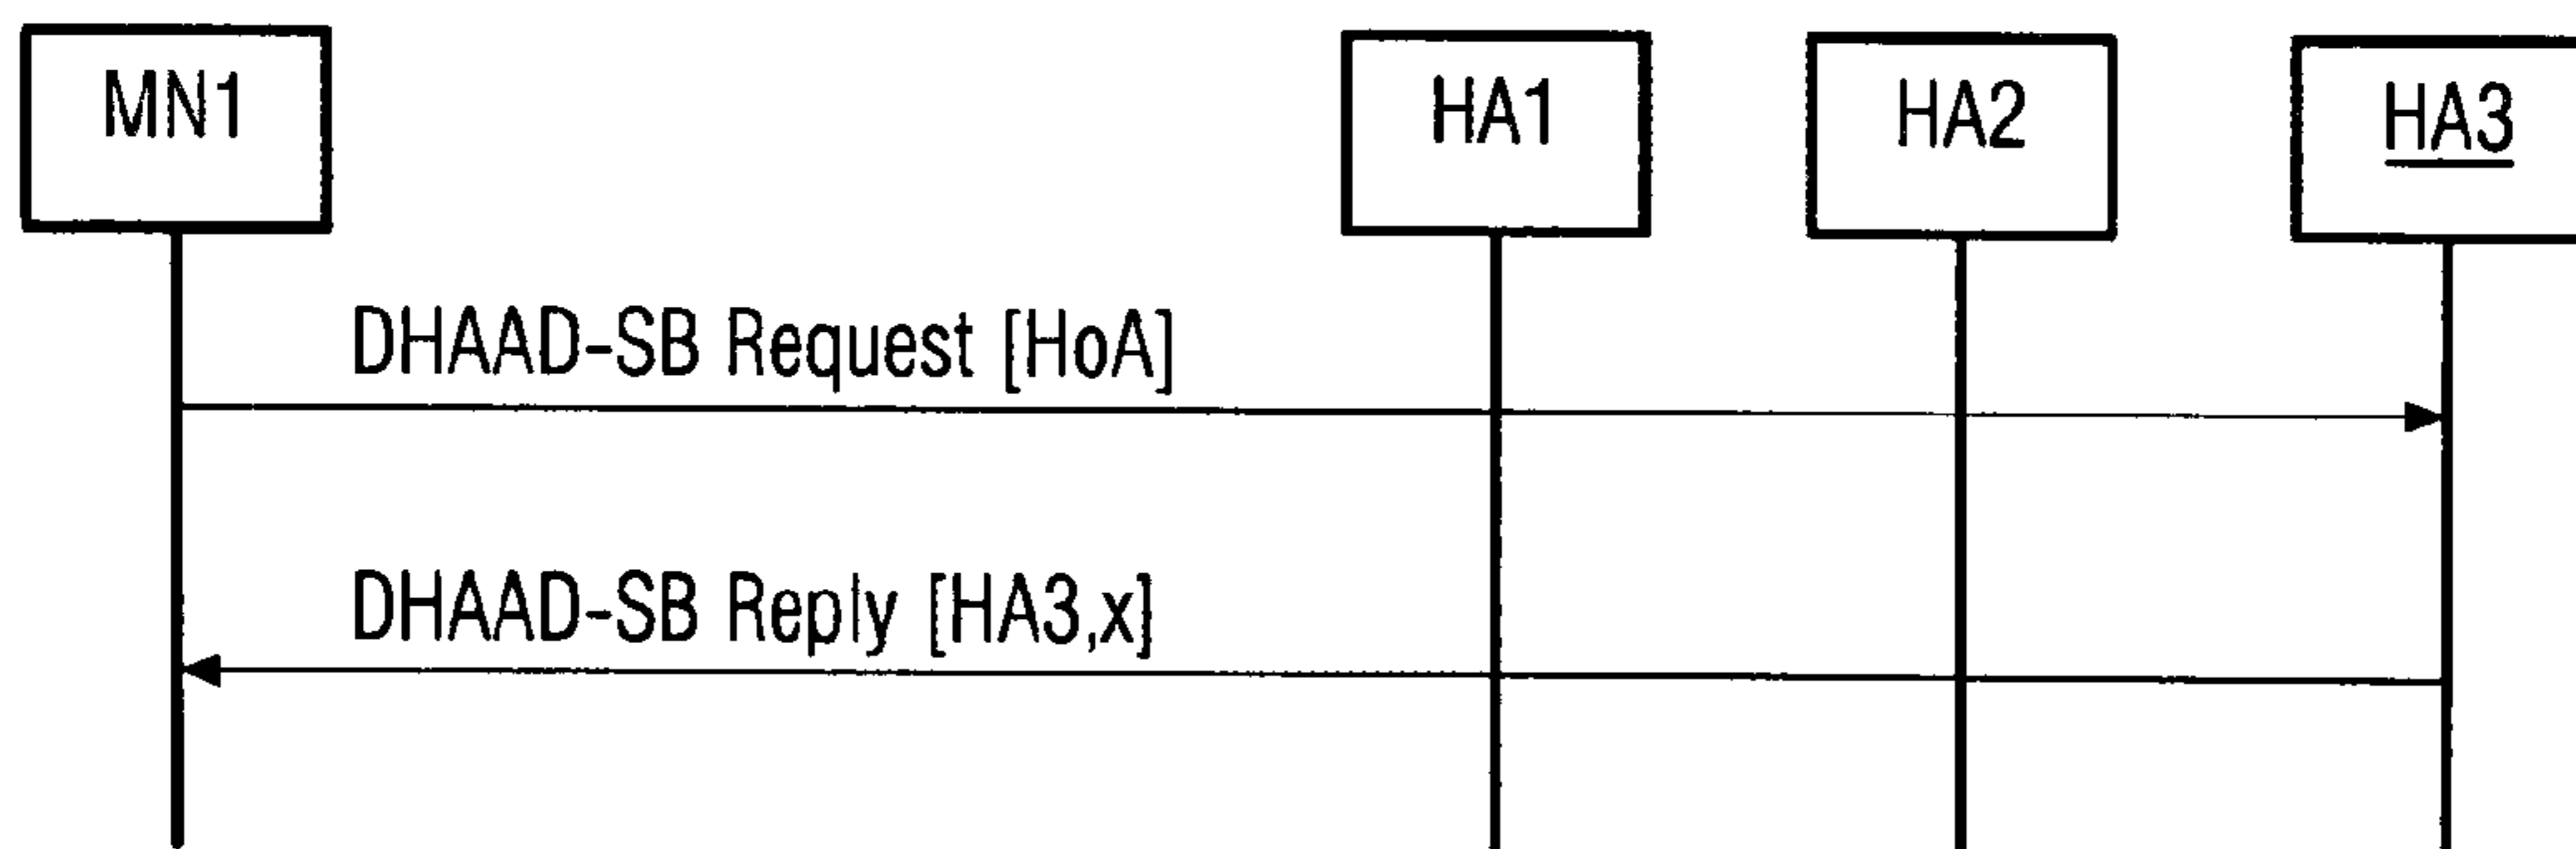 MN1
HA1
HA2
HA3
DHAAD-SB Request [HoA]
DHAAD-SB Reply [HA3,x]